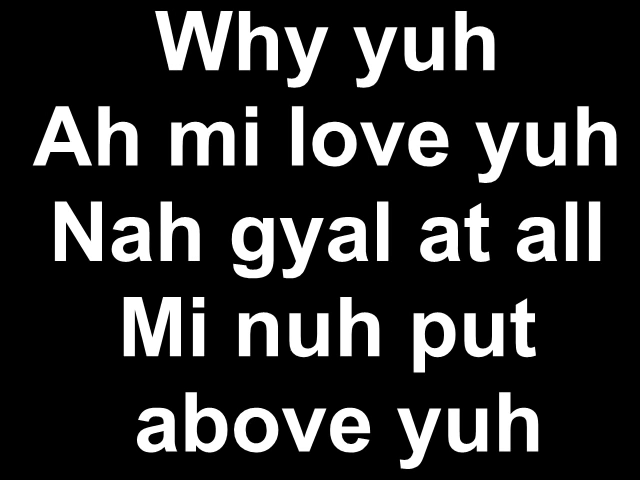 Why yuh
Ah mi love yuh
Nah gyal at all
Mi nuh put
above yuh